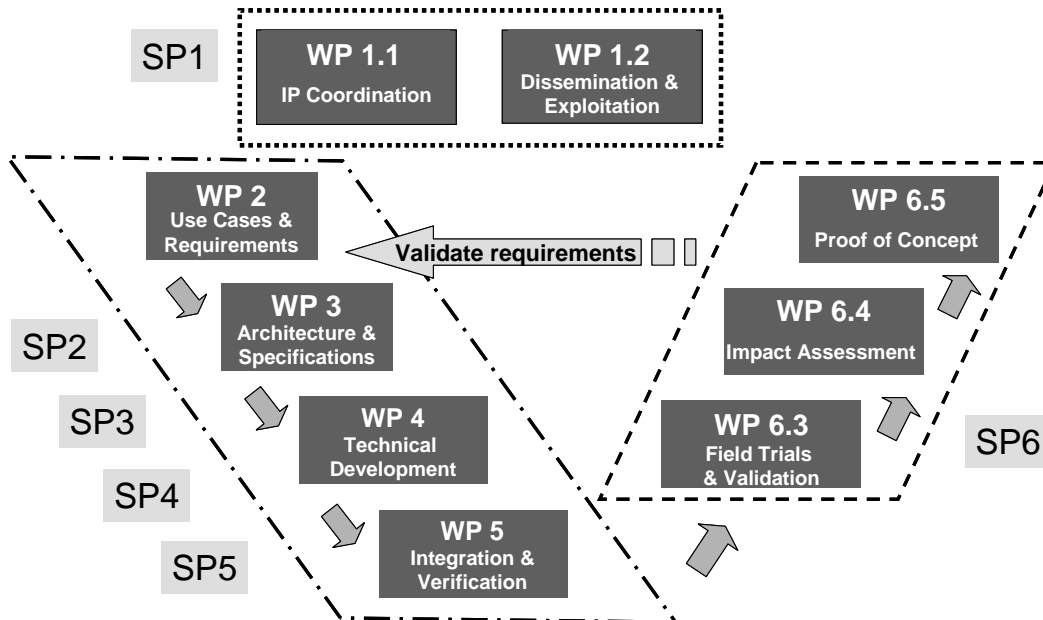 SP1
WP 1.1
IP Coordination
WP 1.2
Dissemination &
Exploitation
WP 2
Use Cases &
Requirements
Validate requirements
WP 6.5
Proof of Concept
WP 3
Architecture &
Specifications
WP 6.4
Impact Assessment
SP2
SP3
SP4
SP5
WP 4
Technical
Development
WP 6.3
Field Trials
& Validation
SP6
WP 5
Integration &
Verification